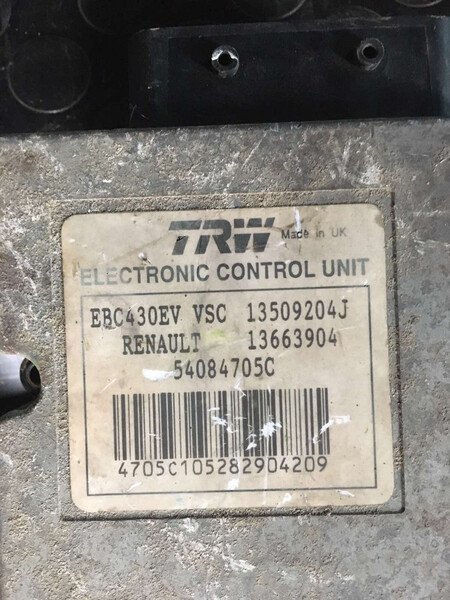 TRW Made in UK
ELECTRONIC CONTROL UNIT
EBC430EV VSC 13509204J
RENAULT 13663904
54084705C
4705C105282904209